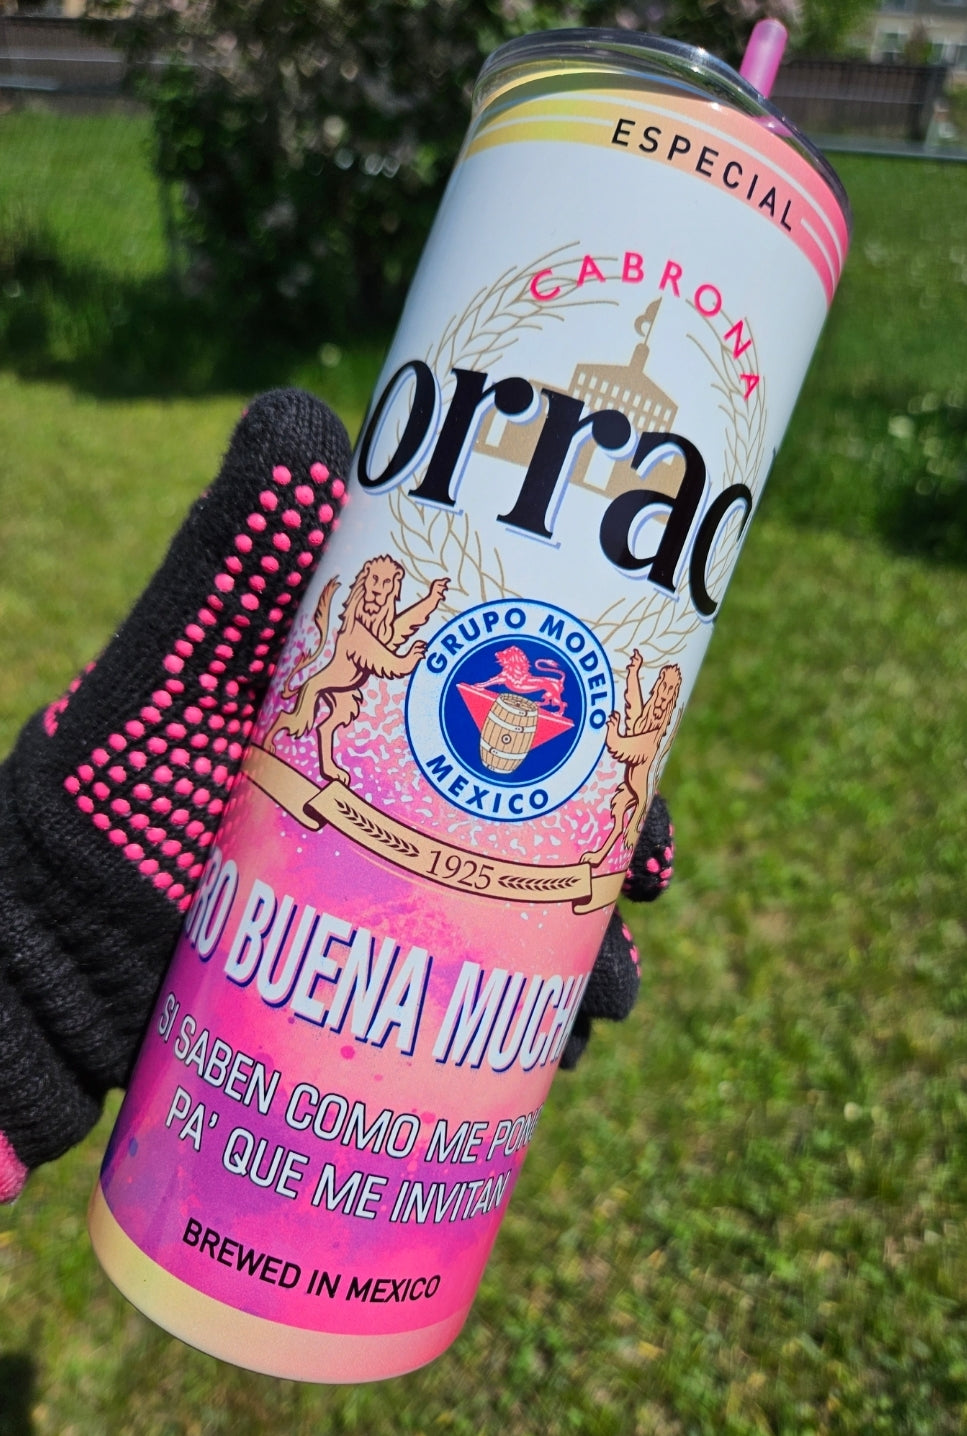 ESPECIAL
CABRONA
orrac
GRUPO MODELO
MEXICO
1925
RO BUENA MUCH
SI SABEN COMO ME PON
PA' QUE ME INVITAN
BREWED IN MEXICO